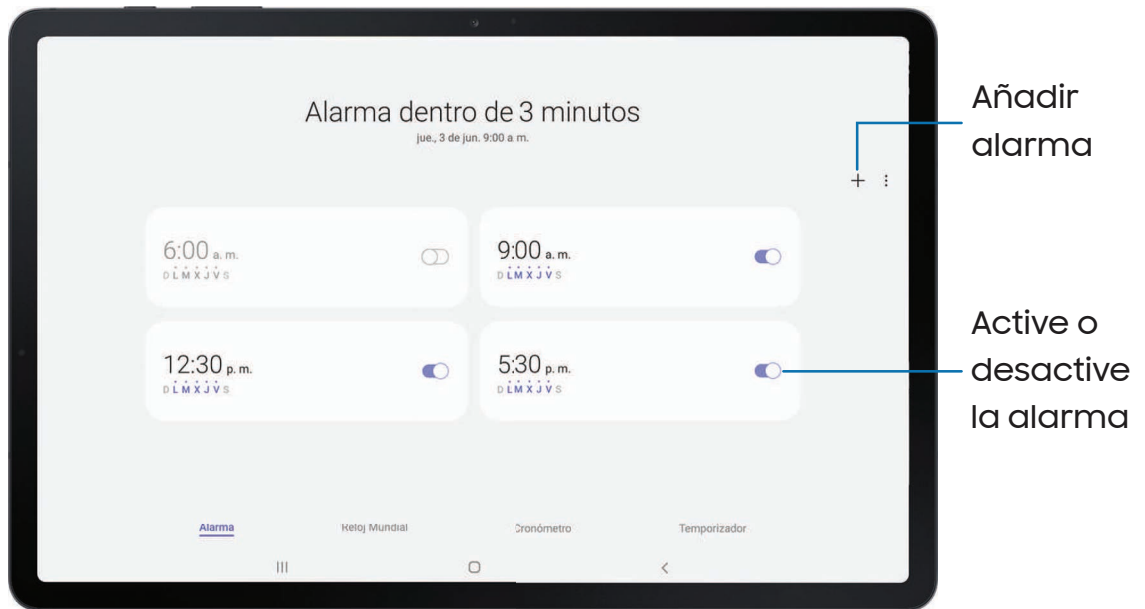 Alarma dentro de 3 minutos
jue., 3 de jun. 9:00 a m.
Añadir
alarma
6:00 a. m.
D L M X J V S
9:00 a. m.
D L M X J V S
12:30 p. m.
D L M X J V S
5:30 p. m.
D L M X J V S
Active o
desactive
la alarma
Alarma
Reloj Mundial
Cronómetro
Temporizador